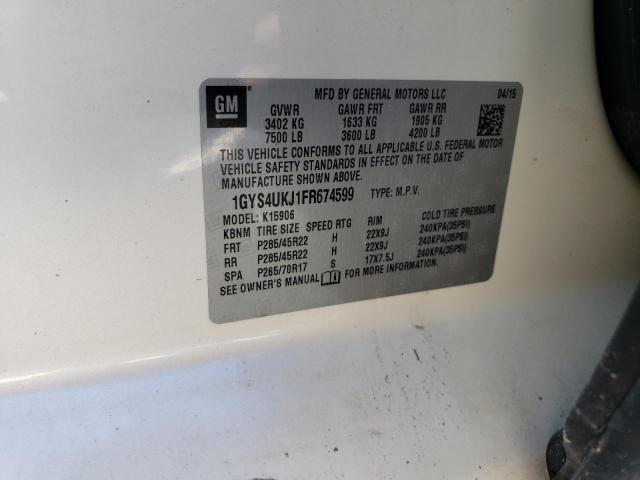 GM
MFD BY GENERAL MOTORS LLC 04/15
GVWR GAWR FRT GAWR RR
3402 KG 1633 KG 1905 KG
7500 LB 3600 LB 4200 LB
THIS VEHICLE CONFORMS TO ALL APPLICABLE U.S. FEDERAL MOTOR
VEHICLE SAFETY STANDARDS IN EFFECT ON THE DATE OF
MANUFACTURE SHOWN ABOVE.
1GYS4UKJ1FR674599 TYPE: M.P.V.
MODEL: K15906
KBNM TIRE SIZE SPEED RTG RIM COLD TIRE PRESSURE
FRT P285/45R22 H 22X9J 240KPA(35PSI)
RR P285/45R22 H 22X9J 240KPA(35PSI)
SPA P265/70R17 S 17X7.5J 240KPA(35PSI)
SEE OWNER'S MANUAL FOR MORE INFORMATION.